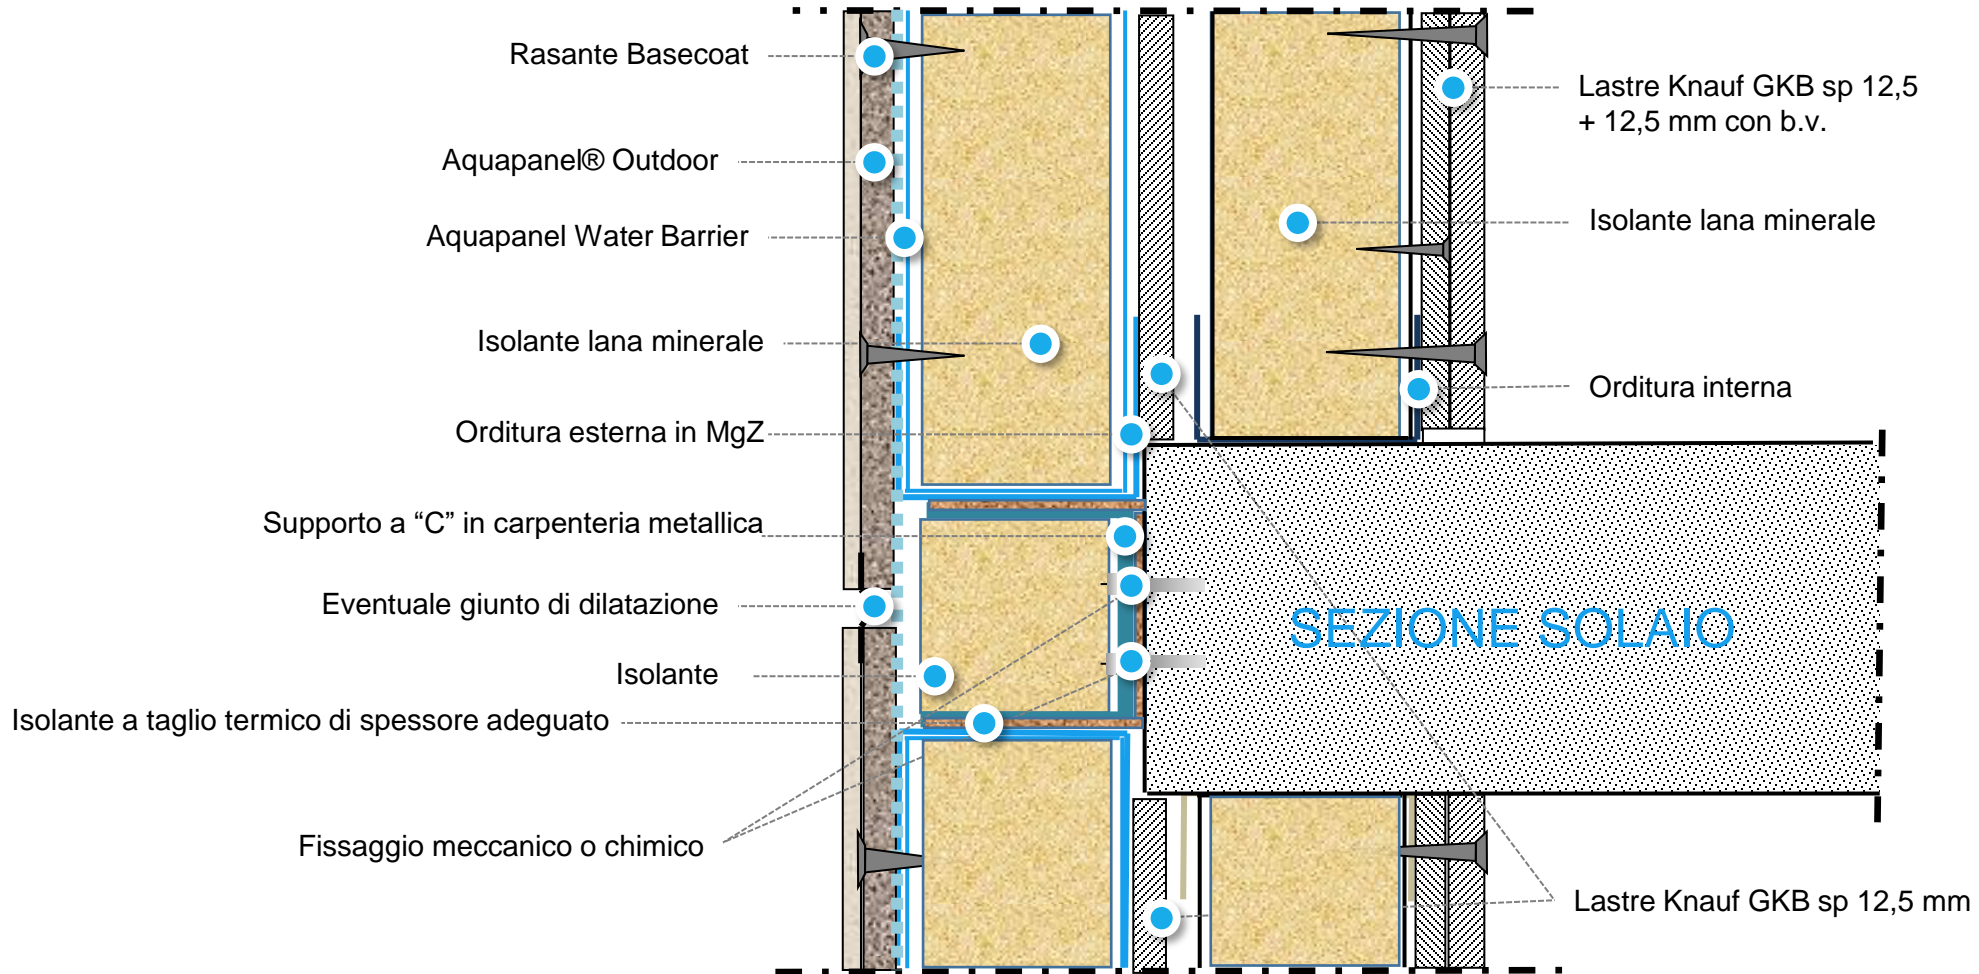 Rasante Basecoat
Aquapanel® Outdoor
Aquapanel Water Barrier
Isolante lana minerale
Orditura esterna in MgZ
Supporto a “C” in carpenteria metallica
Eventuale giunto di dilatazione
Isolante
Isolante a taglio termico di spessore adeguato
Fissaggio meccanico o chimico
Lastre Knauf GKB sp 12,5
+ 12,5 mm con b.v.
Isolante lana minerale
Orditura interna
SEZIONE SOLAIO
Lastre Knauf GKB sp 12,5 mm